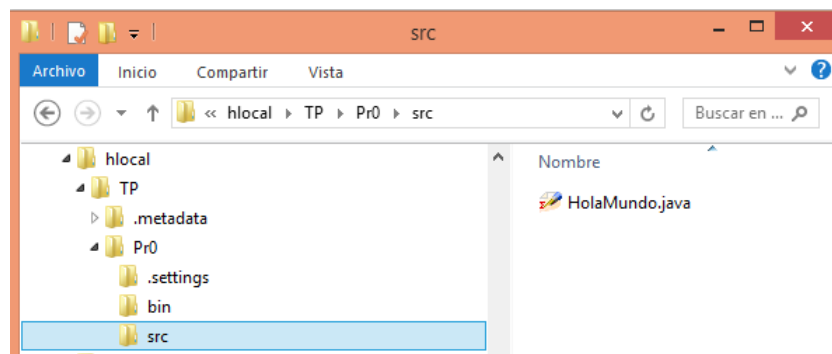 src
Archivo Inicio Compartir Vista
« hlocal TP Pr0 src Buscar en ...
hlocal
TP
.metadata
Pr0
.settings
bin
src
Nombre
HolaMundo.java